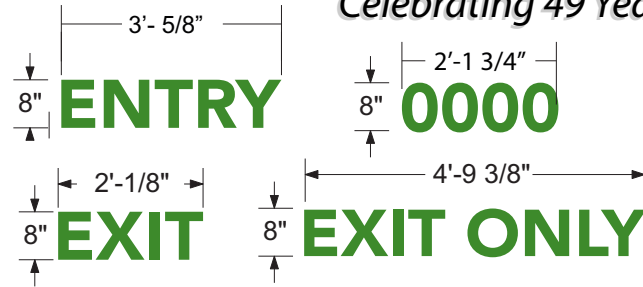 Celebrating 49 Yea
3'- 5/8”
8"
ENTRY
2’-1 3/4”
8"
0000
2'-1/8"
8"
EXIT
4'-9 3/8"
8"
EXIT ONLY